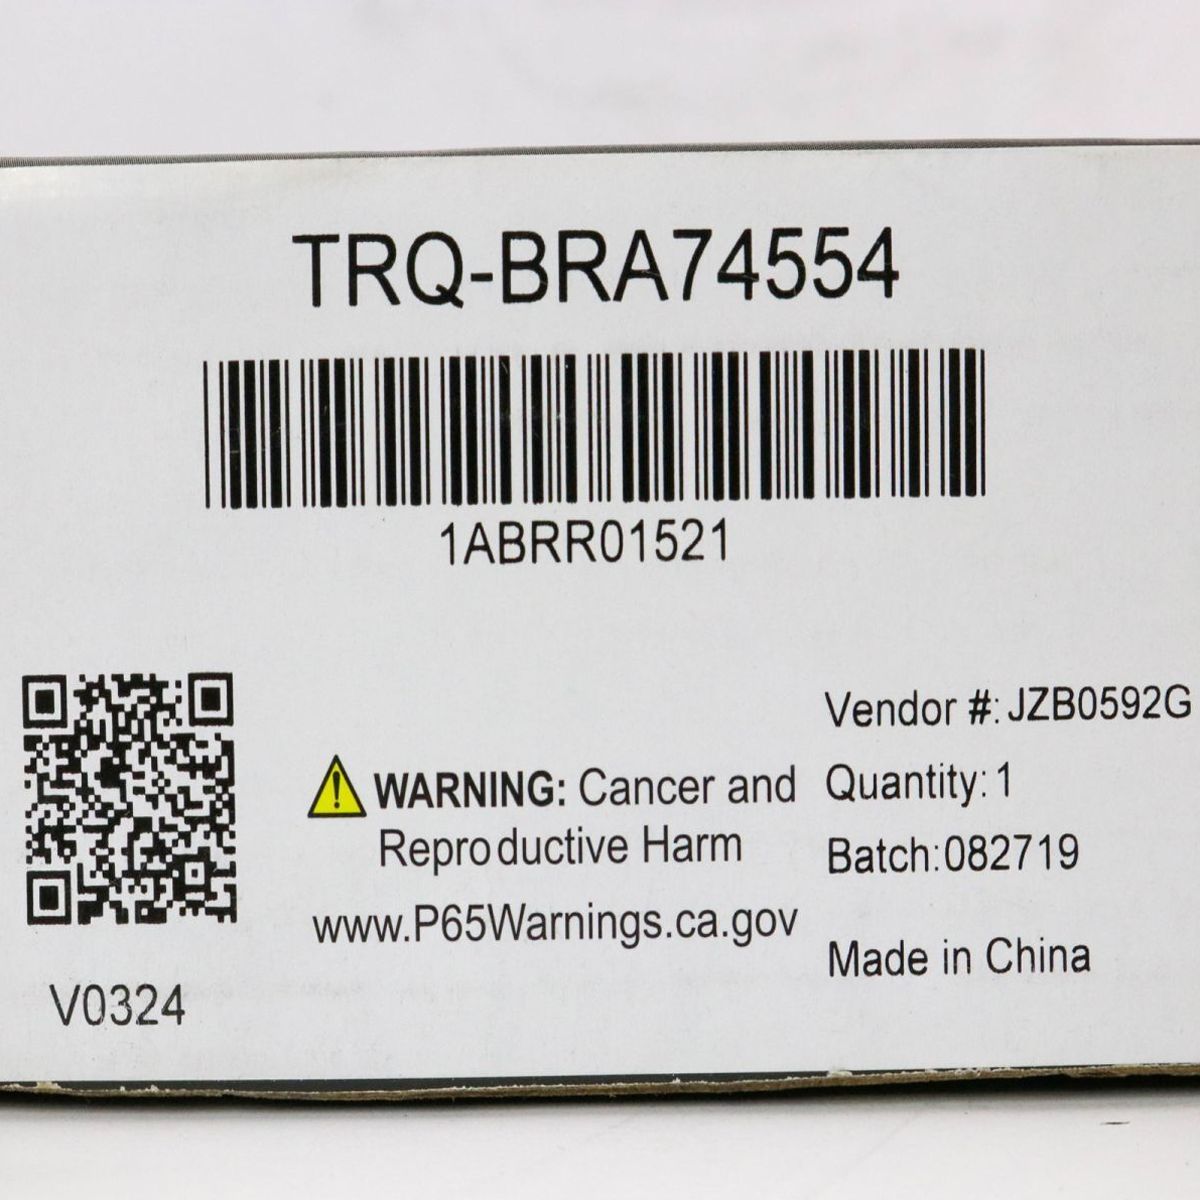 TRQ-BRA74554
1ABRR01521
WARNING: Cancer and
Reproductive Harm
www.P65Warnings.ca.gov
Vendor #: JZB0592G
Quantity: 1
Batch: 082719
Made in China
V0324